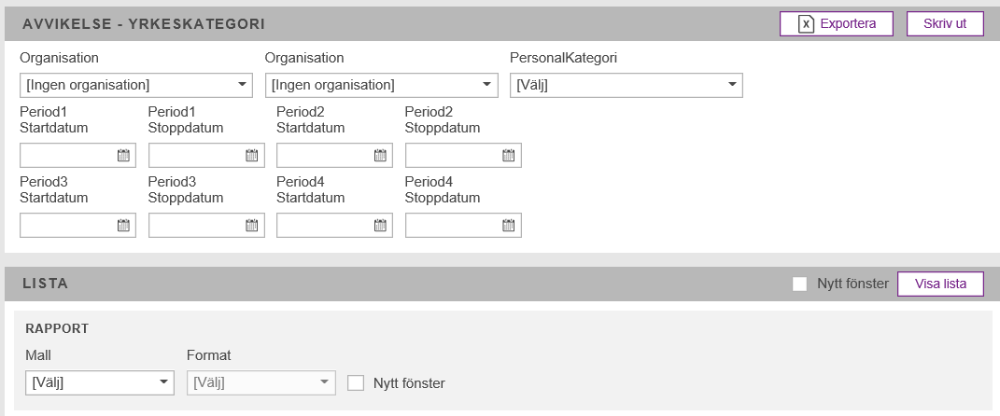 AVVIKELSE - YRKESKATEGORI
Exportera
Skriv ut
Organisation
Organisation
PersonalKategori
[Ingen organisation]
[Ingen organisation]
[Välj]
Period1
Startdatum
Period1
Stoppdatum
Period2
Startdatum
Period2
Stoppdatum
Period3
Startdatum
Period3
Stoppdatum
Period4
Startdatum
Period4
Stoppdatum
LISTA
Nytt fönster
Visa lista
RAPPORT
Mall
Format
[Välj]
[Välj]
Nytt fönster